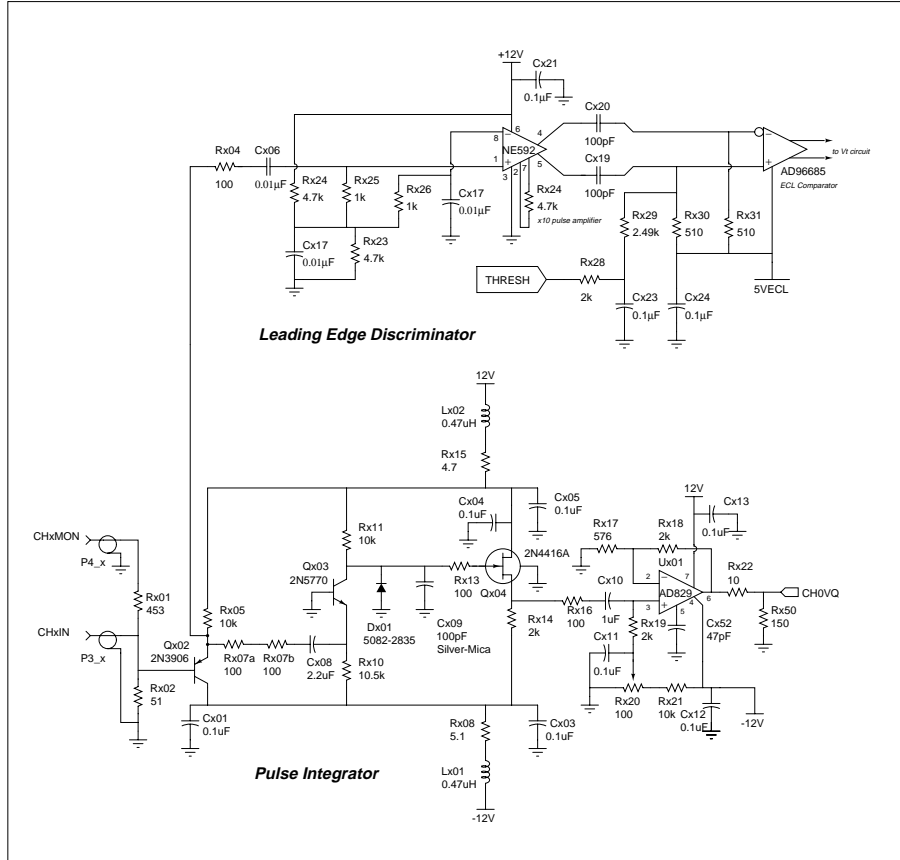 +12V
Cx21
0.1µF
Cx20
100pF
Cx19
100pF
Rx04
100
Cx06
0.01µF
Rx24
4.7k
Rx25
1k
Rx26
1k
Cx17
0.01µF
8
1
6
NE592
4
5
3
2
7
Rx24
4.7k
x10 pulse amplifier
to Vt circuit
AD96685
ECL Comparator
Cx17
0.01µF
Rx23
4.7k
Rx29
2.49k
Rx30
510
Rx31
510
THRESH
Rx28
2k
Cx23
0.1µF
Cx24
0.1µF
5VECL
Leading Edge Discriminator
12V
Lx02
0.47uH
Rx15
4.7
Cx04
0.1uF
Cx05
0.1uF
12V
Cx13
0.1uF
CHxMON
P4_x
Rx01
453
CHxIN
P3_x
Rx02
51
Rx05
10k
Qx02
2N3906
Rx07a
100
Rx07b
100
Cx08
2.2uF
Rx11
10k
Qx03
2N5770
Dx01
5082-2835
Rx10
10.5k
Cx09
100pF
Silver-Mica
Rx13
100
2N4416A
Qx04
Rx14
2k
Rx16
100
Cx10
1uF
Rx17
576
Rx18
2k
Ux01
AD829
2
3
7
6
4
5
Rx22
10
CH0VQ
Rx50
150
Cx52
47pF
Rx19
2k
Cx11
0.1uF
Rx20
100
Rx21
10k
Cx12
0.1uF
-12V
Cx01
0.1uF
Rx08
5.1
Cx03
0.1uF
Lx01
0.47uH
-12V
Pulse Integrator